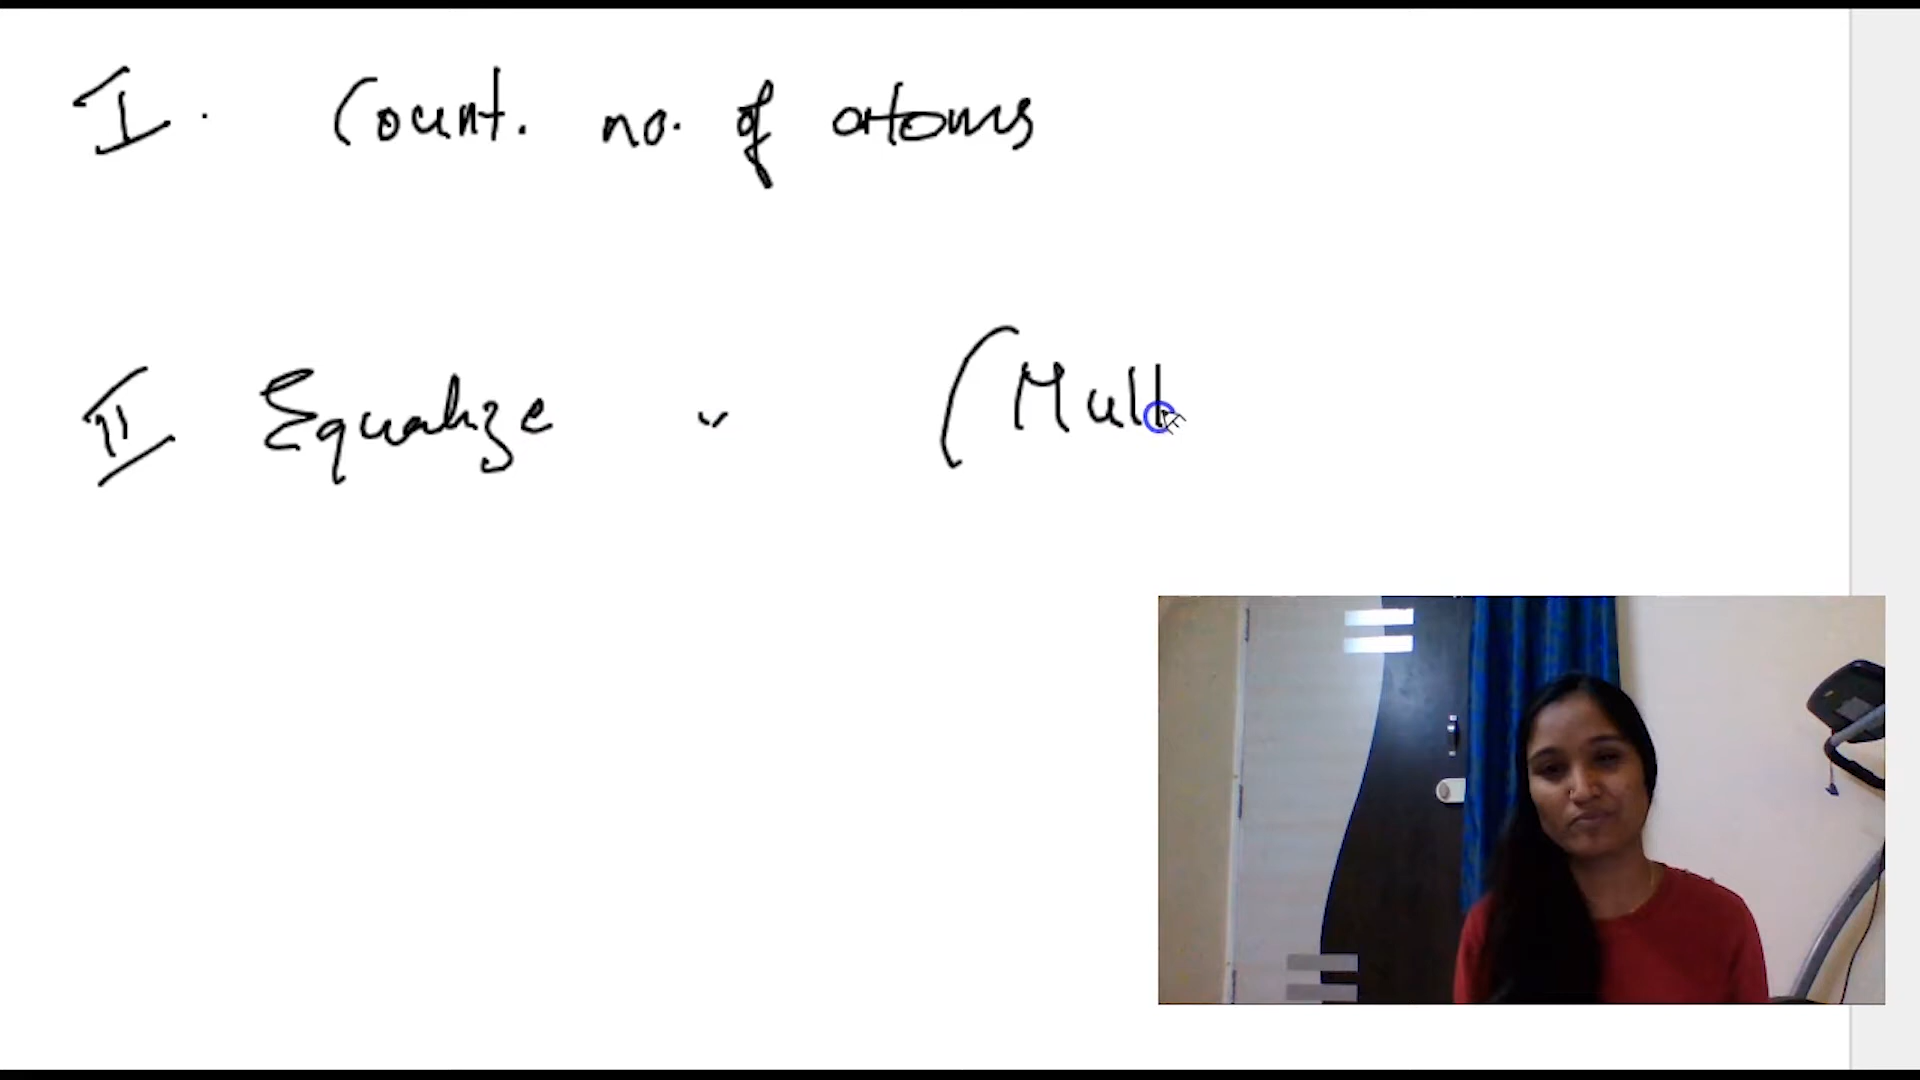 I. Count. no. of atoms
II Equalize " (Mult